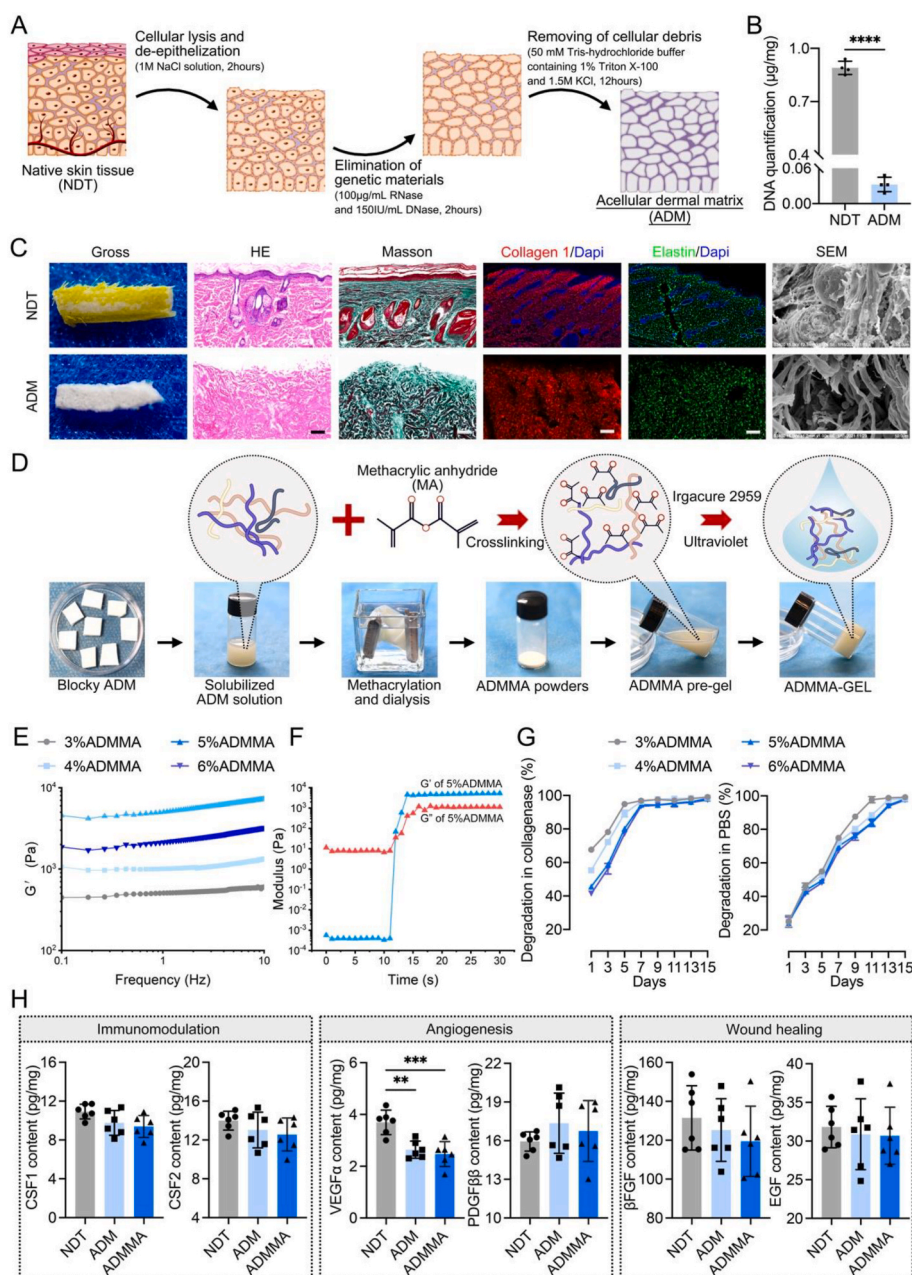 A
Cellular lysis and
de-epithelization
(1M NaCl solution, 2hours)
Native skin tissue
(NDT)
Elimination of
genetic materials
(100μg/mL RNase
and 150IU/mL DNase, 2hours)
Removing of cellular debris
(50 mM Tris-hydrochloride buffer
containing 1% Triton X-100
and 1.5M KCl, 12hours)
Acellular dermal matrix
(ADM)
B
DNA quantification (μg/mg)
****
0.9
0.4
0.06
0.00
NDT ADM
C
Gross HE Masson Collagen 1/Dapi Elastin/Dapi SEM
NDT
ADM
D
Methacrylic anhydride
(MA)
Crosslinking
Irgacure 2959
Ultraviolet
Blocky ADM
Solubilized
ADM solution
Methacrylation
and dialysis
ADMMA powders
ADMMA pre-gel
ADMMA-GEL
E
3%ADMMA 5%ADMMA
4%ADMMA 6%ADMMA
G' (Pa)
10⁴
10³
10²
0.1 1 10
Frequency (Hz)
F
Modulus (Pa)
10⁵
10⁴
10³
10²
10¹
10⁰
10⁻¹
10⁻²
10⁻³
10⁻⁴
G' of 5%ADMMA
G" of 5%ADMMA
0 5 10 15 20 25 30
Time (s)
G
3%ADMMA 5%ADMMA
4%ADMMA 6%ADMMA
Degradation in collagenase (%)
100
80
60
40
20
1 3 5 7 9 11 13 15
Days
Degradation in PBS (%)
100
80
60
40
20
1 3 5 7 9 11 13 15
Days
H
Immunomodulation
CSF1 content (pg/mg)
20
15
10
5
0
NDT ADM ADMMA
CSF2 content (pg/mg)
20
15
10
5
0
NDT ADM ADMMA
Angiogenesis
VEGFα content (pg/mg)
6
4
2
0
***
**
NDT ADM ADMMA
PDGFββ content (pg/mg)
22
20
18
16
14
12
NDT ADM ADMMA
Wound healing
βFGF content (pg/mg)
160
140
120
100
80
NDT ADM ADMMA
EGF content (pg/mg)
40
35
30
25
20
NDT ADM ADMMA